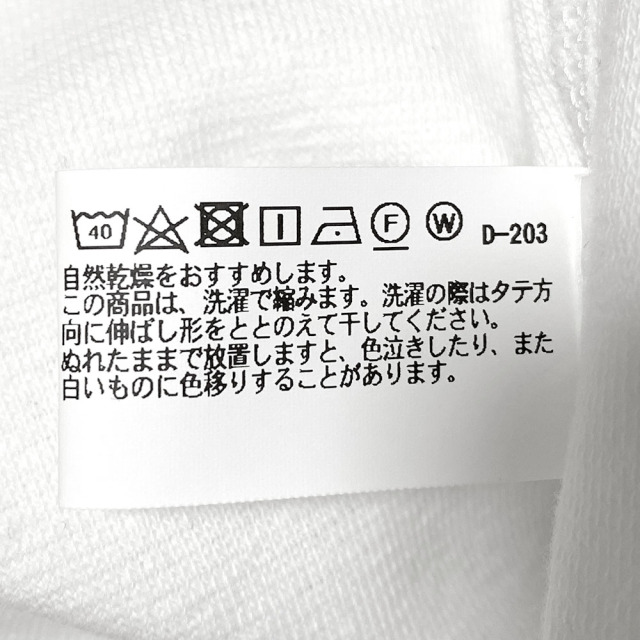 40 F W D-203
自然乾燥をおすすめします。
この商品は、洗濯で縮みます。洗濯の際はタテ方
向に伸ばし形をととのえて干してください。
ぬれたままで放置しますと、色泣きしたり、また
白いものに色移りすることがあります。